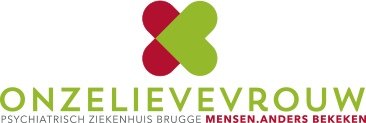 ONZELIEVEVROUW
PSYCHIATRISCH ZIEKENHUIS BRUGGE MENSEN.ANDERS BEKEKEN